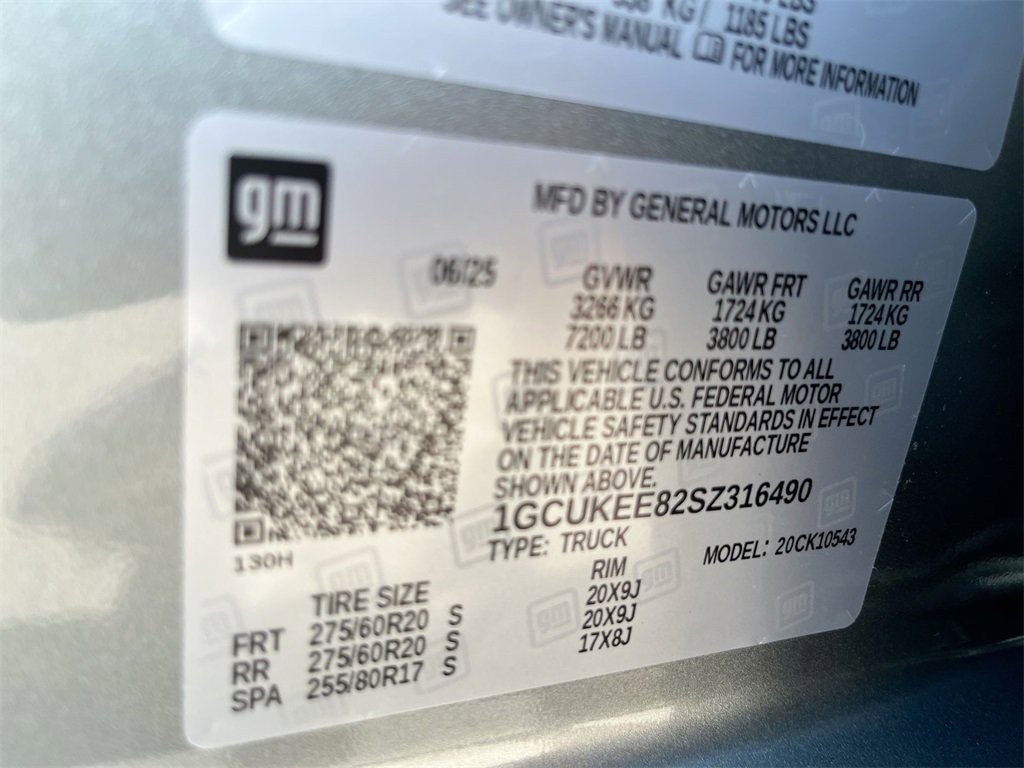 KG/ 1185 LBS
SEE OWNER'S MANUAL FOR MORE INFORMATION
gm
MFD BY GENERAL MOTORS LLC
06/25
GVWR GAWR FRT GAWR RR
3266 KG 1724 KG 1724 KG
7200 LB 3800 LB 3800 LB
THIS VEHICLE CONFORMS TO ALL
APPLICABLE U.S. FEDERAL MOTOR
VEHICLE SAFETY STANDARDS IN EFFECT
ON THE DATE OF MANUFACTURE
SHOWN ABOVE.
1GCUKEE82SZ316490
TYPE: TRUCK MODEL: 20CK10543
130H
TIRE SIZE RIM
FRT 275/60R20 S 20X9J
RR 275/60R20 S 20X9J
SPA 255/80R17 S 17X8J